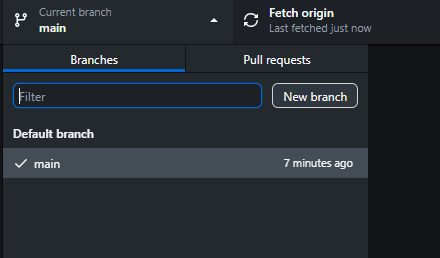 Current branch
main
Fetch origin
Last fetched just now
Branches
Pull requests
Filter
New branch
Default branch
main
7 minutes ago